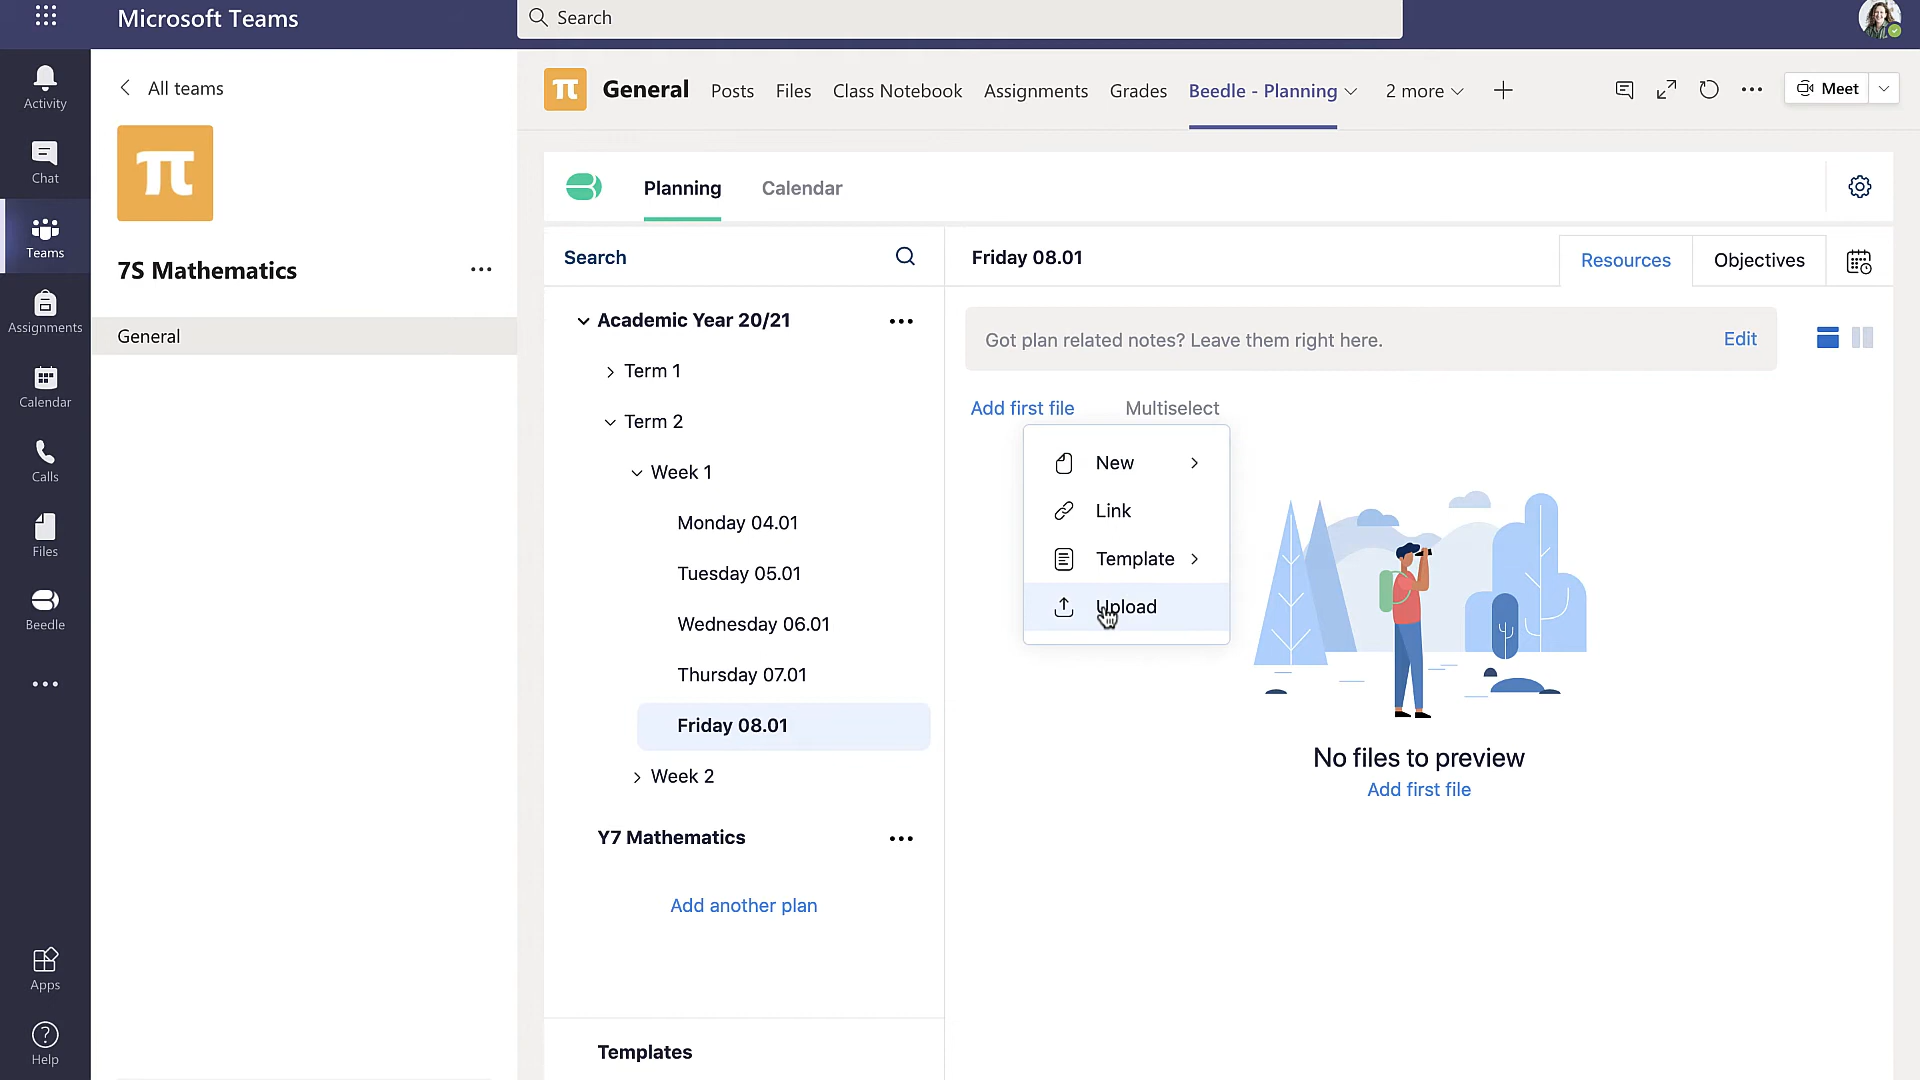 Microsoft Teams
Search
Activity
Chat
Teams
Assignments
Calendar
Calls
Files
Beedle
Apps
Help
All teams
π
7S Mathematics
General
π
General
Posts
Files
Class Notebook
Assignments
Grades
Beedle - Planning
2 more
Meet
Planning
Calendar
Search
Academic Year 20/21
Term 1
Term 2
Week 1
Monday 04.01
Tuesday 05.01
Wednesday 06.01
Thursday 07.01
Friday 08.01
Week 2
Y7 Mathematics
Add another plan
Templates
Friday 08.01
Resources
Objectives
Got plan related notes? Leave them right here.
Edit
Add first file
Multiselect
New
Link
Template
Upload
No files to preview
Add first file